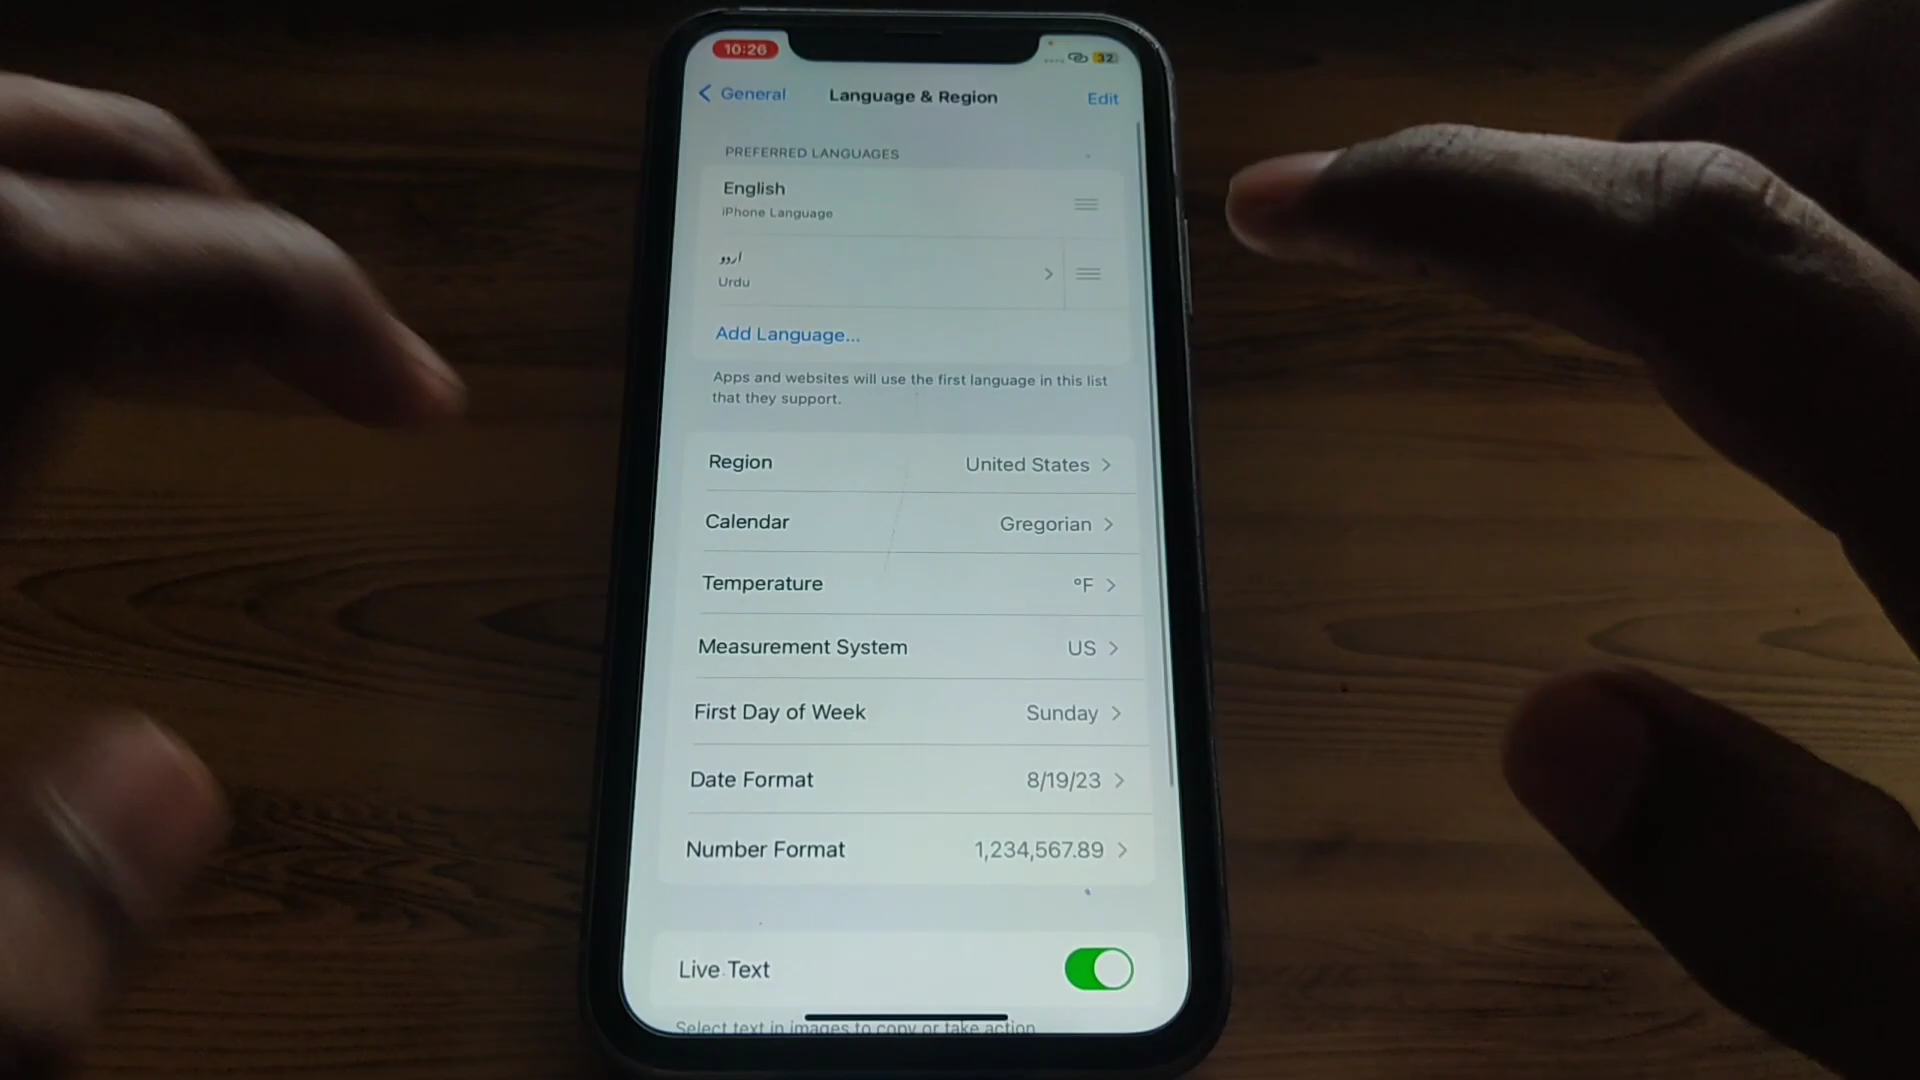 10:26
32
General
Language & Region
Edit
PREFERRED LANGUAGES
English
iPhone Language
اردو
Urdu
Add Language...
Apps and websites will use the first language in this list
that they support.
Region
United States
Calendar
Gregorian
Temperature
°F
Measurement System
US
First Day of Week
Sunday
Date Format
8/19/23
Number Format
1,234,567.89
Live Text
Select text in images to copy or take action